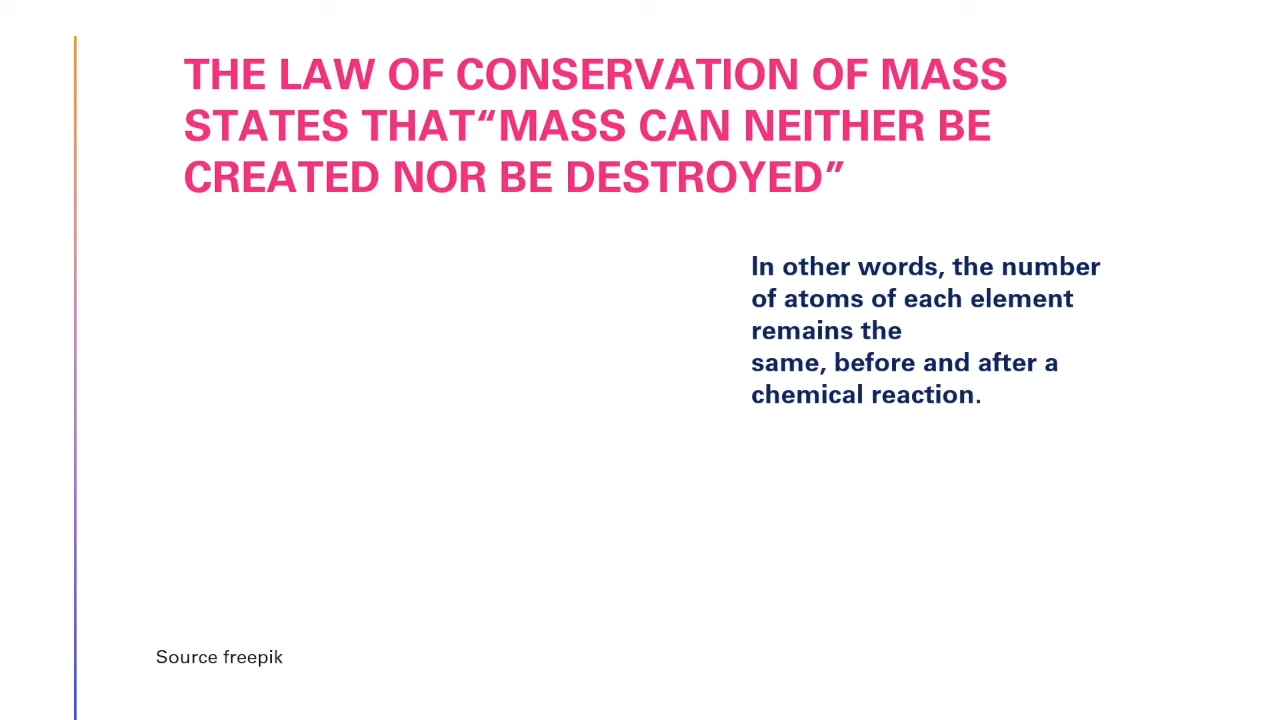 THE LAW OF CONSERVATION OF MASS
STATES THAT“MASS CAN NEITHER BE
CREATED NOR BE DESTROYED”
In other words, the number
of atoms of each element
remains the
same, before and after a
chemical reaction.
Source freepik